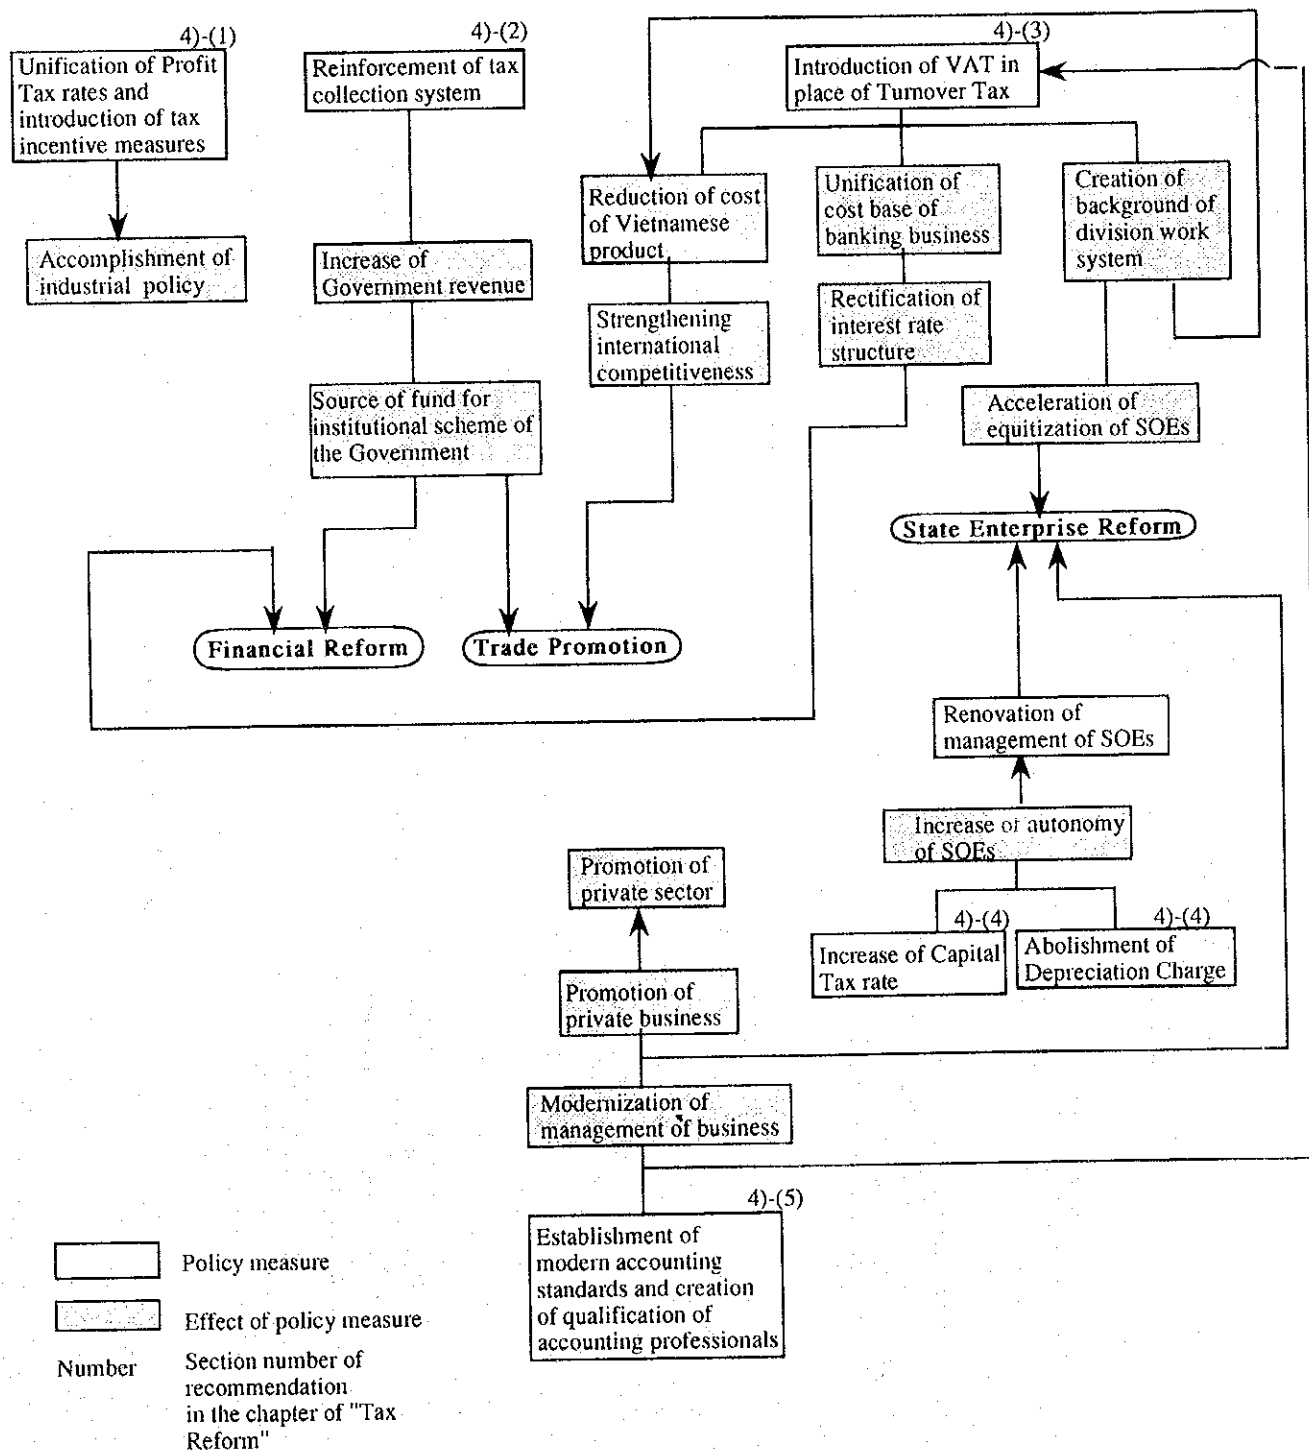 4)-(1)
Unification of Profit
Tax rates and
introduction of tax
incentive measures
Accomplishment of
industrial policy
4)-(2)
Reinforcement of tax
collection system
Increase of
Government revenue
Source of fund for
institutional scheme of
the Government
4)-(3)
Introduction of VAT in
place of Turnover Tax
Reduction of cost
of Vietnamese
product
Strengthening
international
competitiveness
Unification of
cost base of
banking business
Rectification of
interest rate
structure
Creation of
background of
division work
system
Acceleration of
equitization of SOEs
State Enterprise Reform
Financial Reform
Trade Promotion
Renovation of
management of SOEs
Increase of autonomy
of SOEs
4)-(4)
Increase of Capital
Tax rate
4)-(4)
Abolishment of
Depreciation Charge
Promotion of
private sector
Promotion of
private business
Modernization of
management of business
4)-(5)
Establishment of
modern accounting
standards and creation
of qualification of
accounting professionals
Policy measure
Effect of policy measure
Number
Section number of
recommendation
in the chapter of "Tax
Reform"